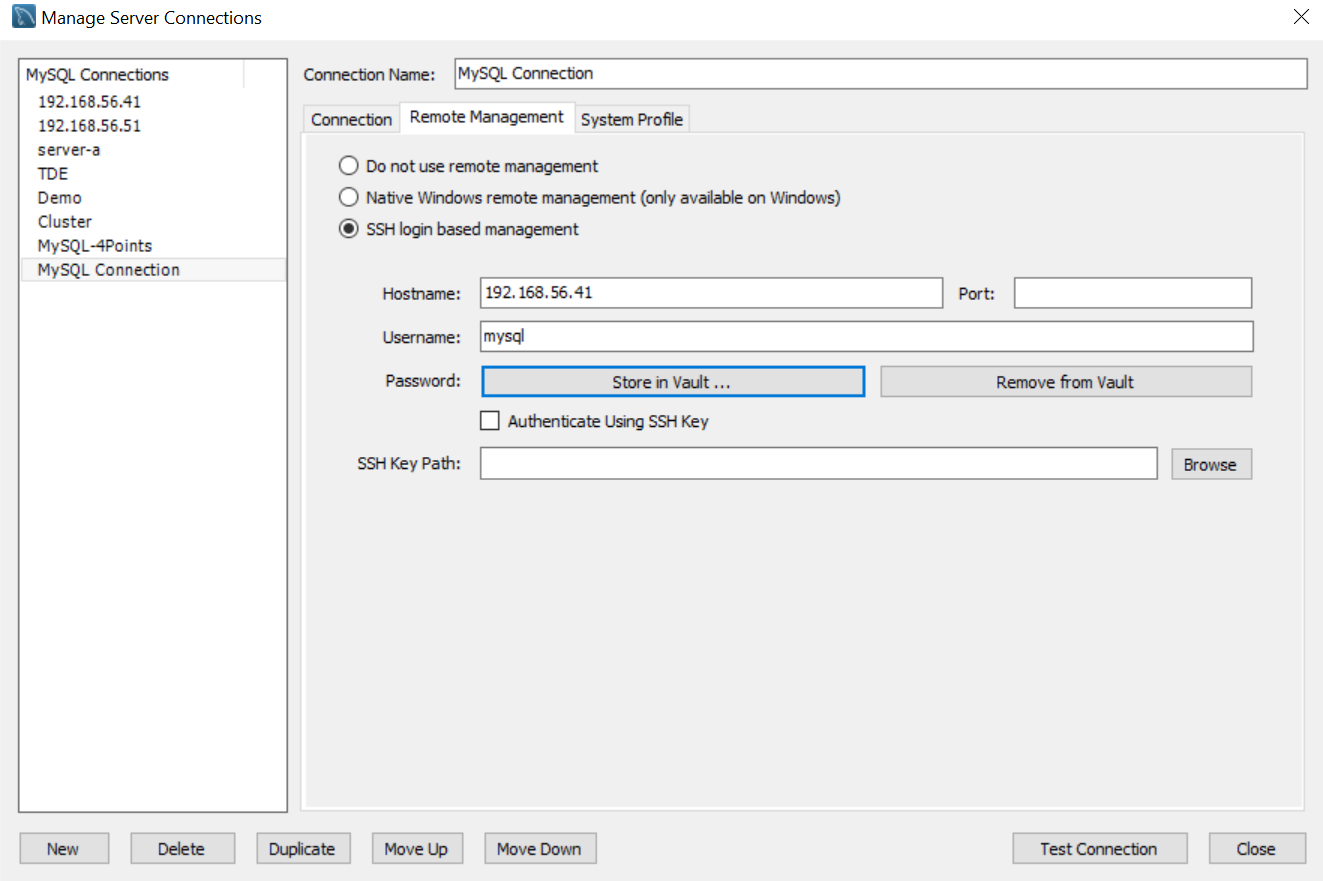 Manage Server Connections
MySQL Connections
192.168.56.41
192.168.56.51
server-a
TDE
Demo
Cluster
MySQL-4Points
MySQL Connection
Connection Name: MySQL Connection
Connection Remote Management System Profile
Do not use remote management
Native Windows remote management (only available on Windows)
SSH login based management
Hostname: 192.168.56.41 Port:
Username: mysql
Password: Store in Vault ... Remove from Vault
Authenticate Using SSH Key
SSH Key Path: Browse
New Delete Duplicate Move Up Move Down Test Connection Close